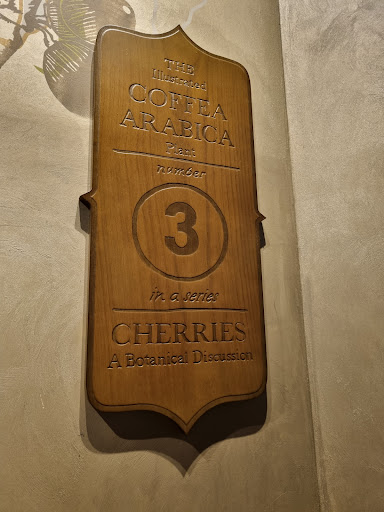 THE
Illustrated
COFFEA
ARABICA
Plant
number
3
in a series
CHERRIES
A Botanical Discussion